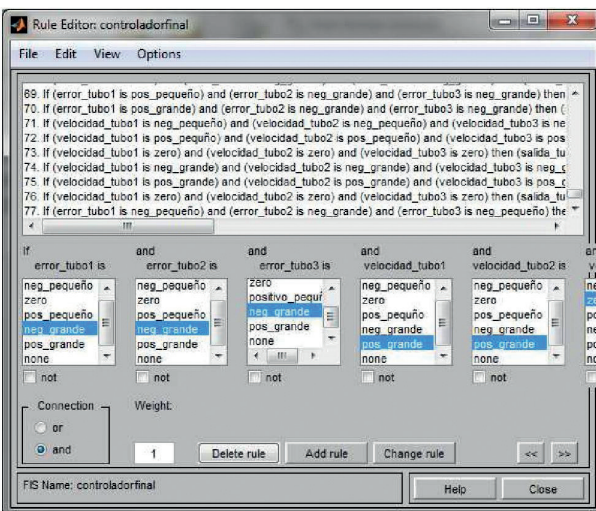 Rule Editor: controladorfinal
File Edit View Options
69. If (error_tubo1 is pos_pequeño) and (error_tubo2 is neg_grande) and (error_tubo3 is neg_grande) then
70. If (error_tubo1 is pos_grande) and (error_tubo2 is neg_grande) and (error_tubo3 is neg_grande) then (
71. If (velocidad_tubo1 is neg_pequeño) and (velocidad_tubo2 is neg_pequeño) and (velocidad_tubo3 is ne
72. If (velocidad_tubo1 is pos_pequño) and (velocidad_tubo2 is pos_pequeño) and (velocidad_tubo3 is pos
73. If (velocidad_tubo1 is zero) and (velocidad_tubo2 is zero) and (velocidad_tubo3 is zero) then (salida_tu
74. If (velocidad_tubo1 is neg_grande) and (velocidad_tubo2 is neg_grande) and (velocidad_tubo3 is neg_g
75. If (velocidad_tubo1 is pos_grande) and (velocidad_tubo2 is pos_grande) and (velocidad_tubo3 is pos_g
76. If (velocidad_tubo1 is zero) and (velocidad_tubo2 is zero) and (velocidad_tubo3 is zero) then (salida_tu
77. If (error_tubo1 is neg_pequeño) and (error_tubo2 is neg_grande) and (error_tubo3 is neg_pequeño) the
If and and and and an
error_tubo1 is error_tubo2 is error_tubo3 is velocidad_tubo1 velocidad_tubo2 is v
neg_pequeño
zero
pos_pequeño
neg_grande
pos_grande
none
neg_pequeño
zero
pos_pequeño
neg_grande
pos_grande
none
zero
positivo_pequñ
neg_grande
pos_grande
none
neg_pequeño
zero
pos_pequeño
neg_grande
pos_grande
none
neg_pequeño
zero
pos_pequeño
neg_grande
pos_grande
none
ne
ze
po
ne
po
no
not not not not not
Connection
or
and
Weight:
1
Delete rule Add rule Change rule << >>
FIS Name: controladorfinal
Help Close